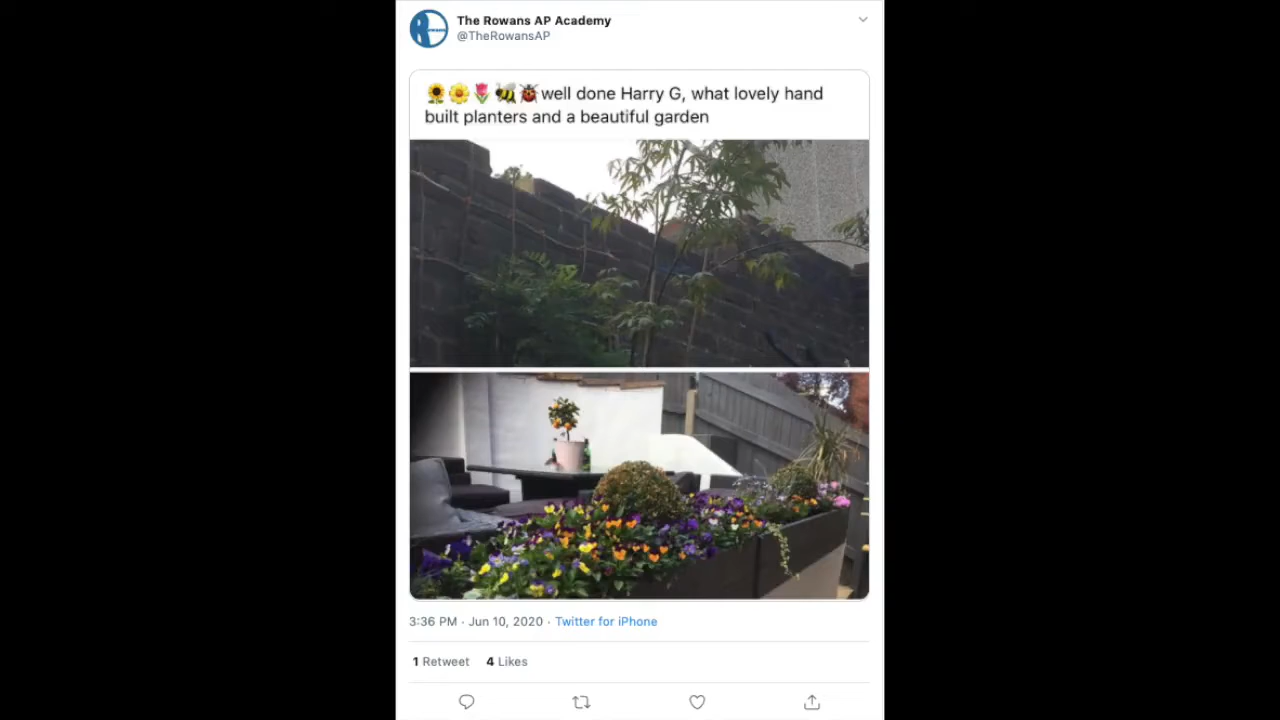 The Rowans AP Academy
@TheRowansAP
🌻🌼🌷🐝🐞well done Harry G, what lovely hand
built planters and a beautiful garden
3:36 PM · Jun 10, 2020 · Twitter for iPhone
1 Retweet 4 Likes